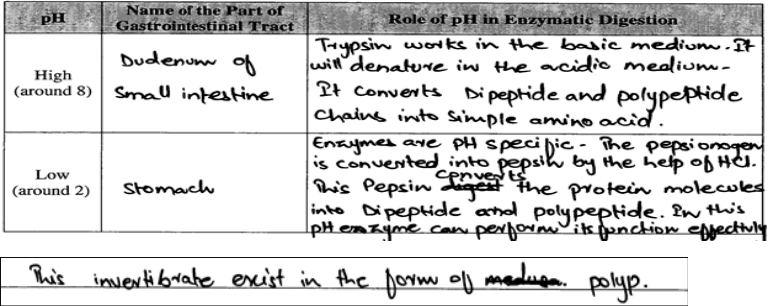 pH
Name of the Part of
Gastrointestinal Tract
Role of pH in Enzymatic Digestion
High
(around 8)
Dudenum of
Small intestine
Trypsin works in the basic medium. It
will denature in the acidic medium.
It converts Dipeptide and polypeptide
Chains into simple amino acid.
Low
(around 2)
Stomach
Enzymes are pH specific. The pepsionogen
is converted into pepsin by the help of HCl.
This Pepsin converts the protein molecules
into Dipeptide and polypeptide. In this
pH enzyme can perform its function effectively
This invertibrate exist in the form of medusa. polyp.